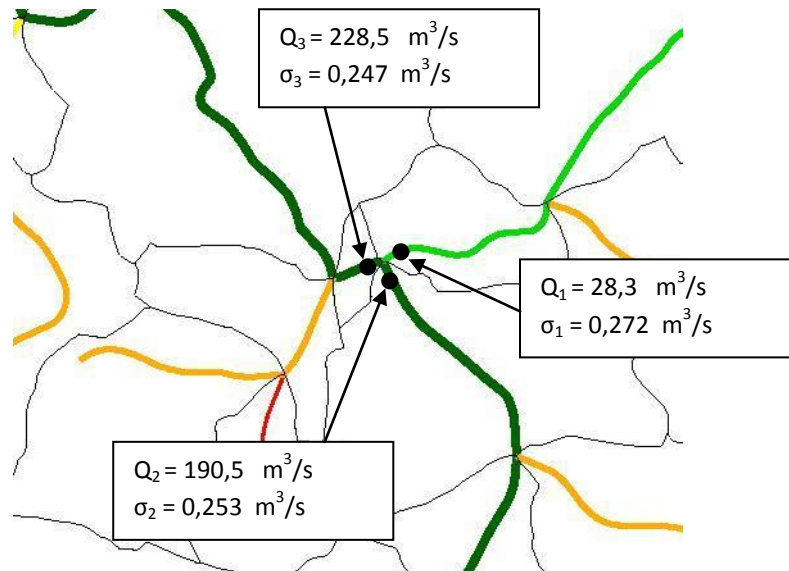 Q₃ = 228,5 m³/s
σ₃ = 0,247 m³/s
Q₁ = 28,3 m³/s
σ₁ = 0,272 m³/s
Q₂ = 190,5 m³/s
σ₂ = 0,253 m³/s